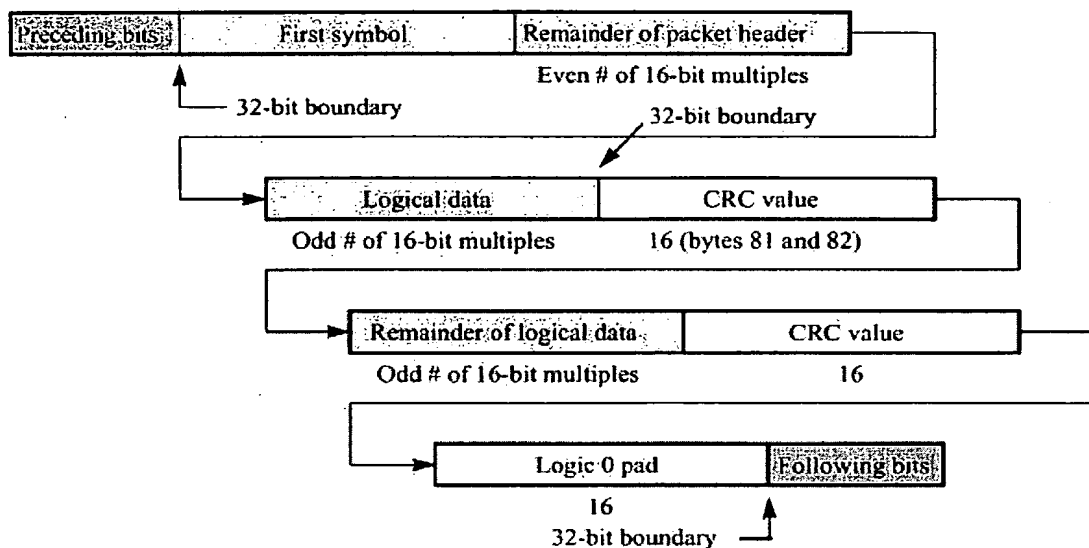 Preceding bits First symbol Remainder of packet header
Even # of 16-bit multiples
32-bit boundary
32-bit boundary
Logical data CRC value
Odd # of 16-bit multiples 16 (bytes 81 and 82)
Remainder of logical data CRC value
Odd # of 16-bit multiples 16
Logic 0 pad Following bits
16
32-bit boundary